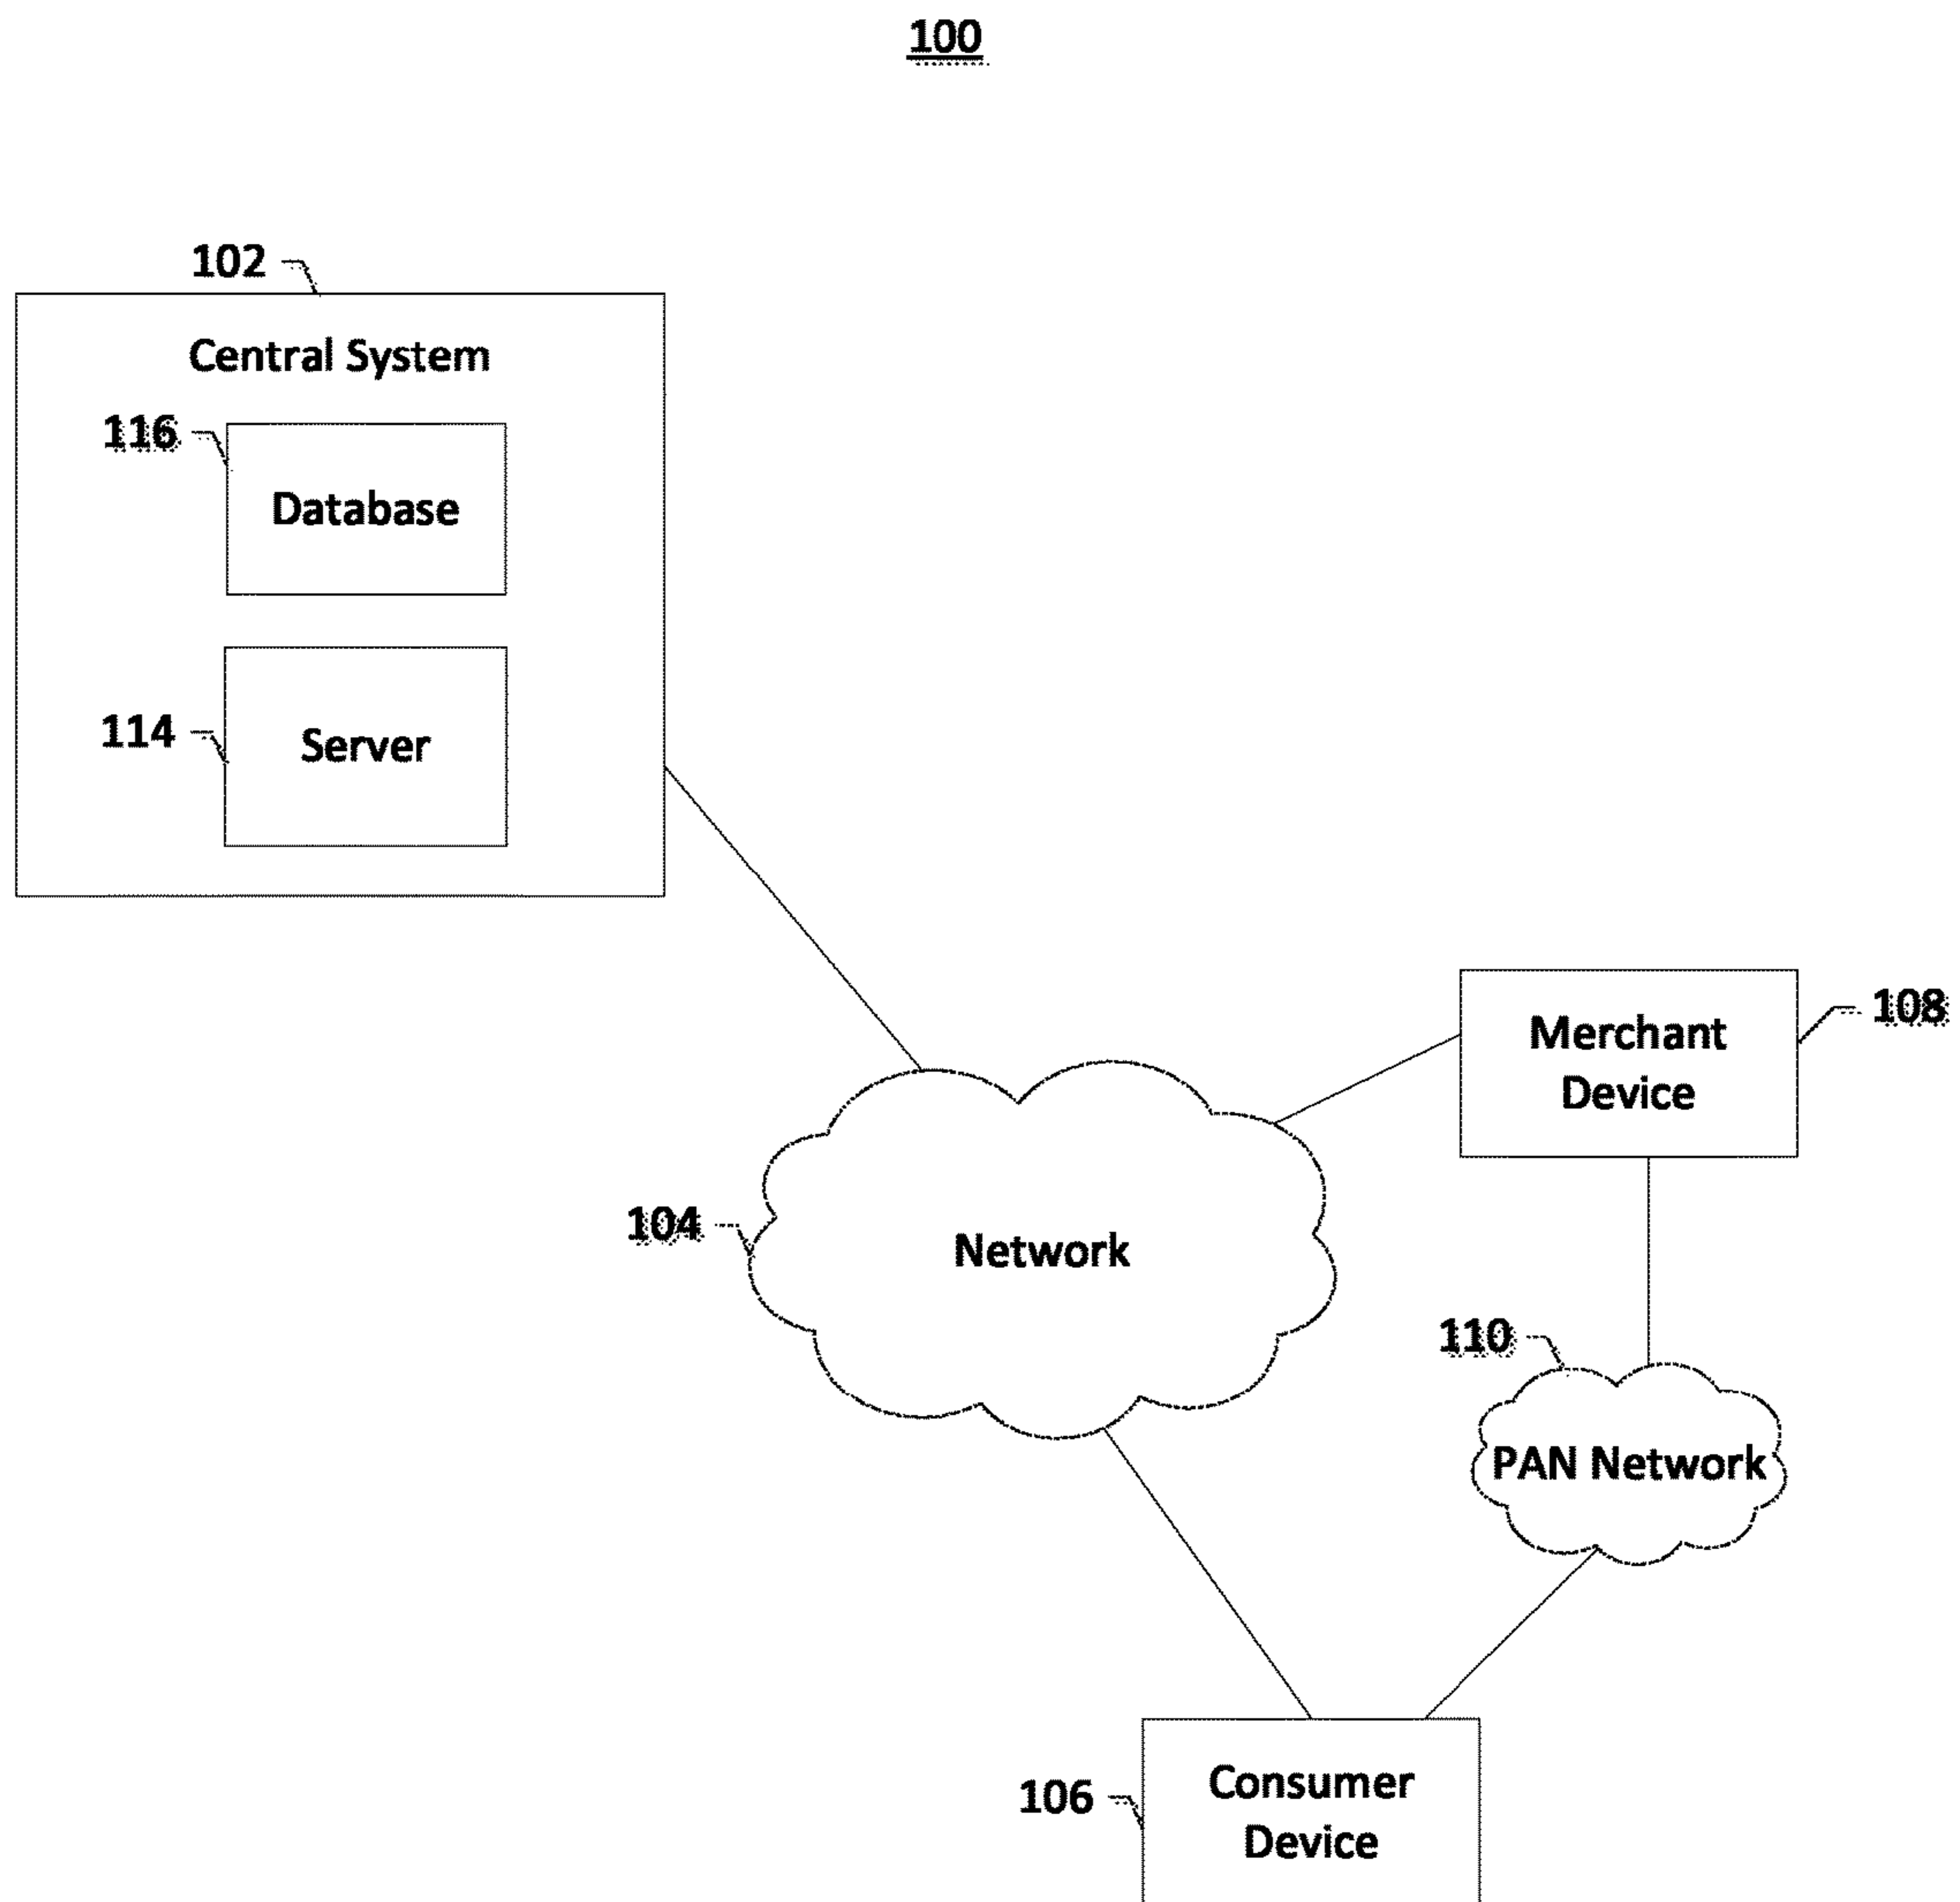 100
102
Central System
116
Database
114
Server
108
Merchant
Device
104
Network
110
PAN Network
106
Consumer
Device